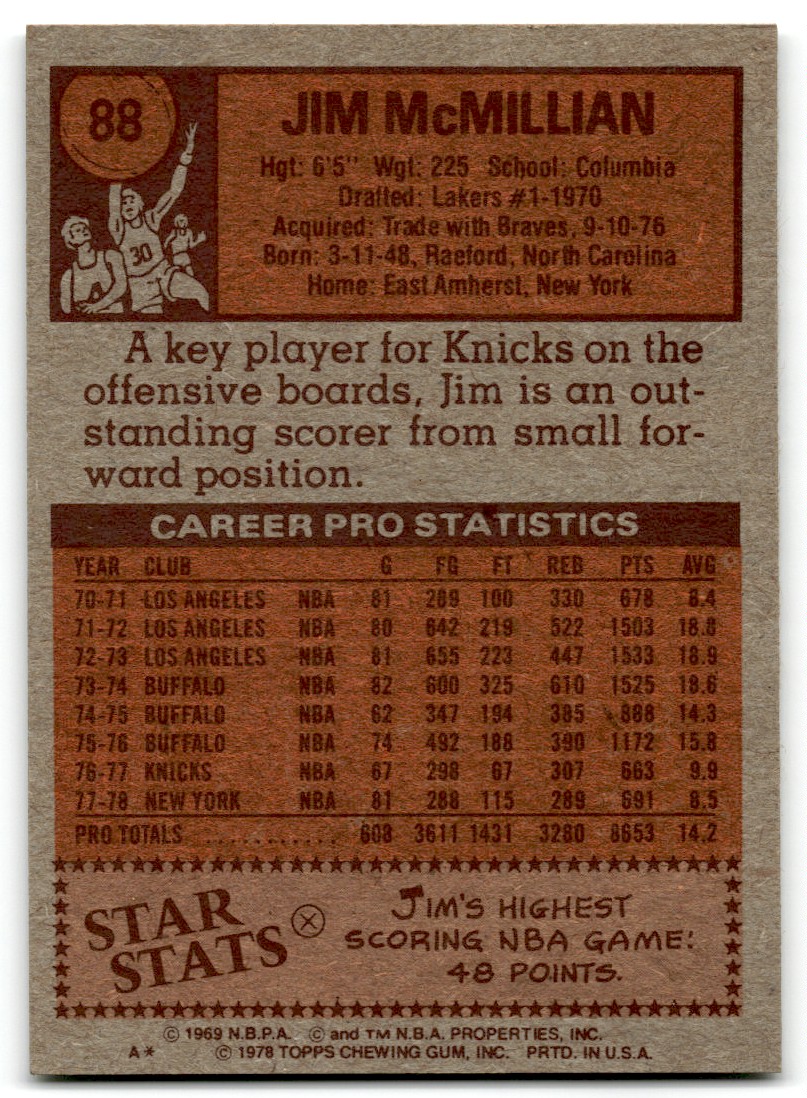 88
JIM McMILLIAN
Hgt: 6'5" Wgt: 225 School: Columbia
Drafted: Lakers #1-1970
Acquired: Trade with Braves, 9-10-76
Born: 3-11-48, Raeford, North Carolina
Home: East Amherst, New York
30
A key player for Knicks on the
offensive boards, Jim is an out-
standing scorer from small for-
ward position.
CAREER PRO STATISTICS
YEAR CLUB G FG FT REB PTS AVG
70-71 LOS ANGELES NBA 81 289 100 330 678 8.4
71-72 LOS ANGELES NBA 80 642 219 522 1503 18.8
72-73 LOS ANGELES NBA 81 655 223 447 1533 18.9
73-74 BUFFALO NBA 82 600 325 610 1525 18.6
74-75 BUFFALO NBA 62 347 194 385 888 14.3
75-76 BUFFALO NBA 74 492 188 390 1172 15.8
76-77 KNICKS NBA 67 298 67 307 663 9.9
77-78 NEW YORK NBA 81 288 115 289 691 8.5
PRO TOTALS ............ 608 3611 1431 3280 8653 14.2
STAR
STATS
JIM'S HIGHEST
SCORING NBA GAME:
48 POINTS.
© 1969 N.B.P.A. © and TM N.B.A. PROPERTIES, INC.
A* © 1978 TOPPS CHEWING GUM, INC. PRTD. IN U.S.A.